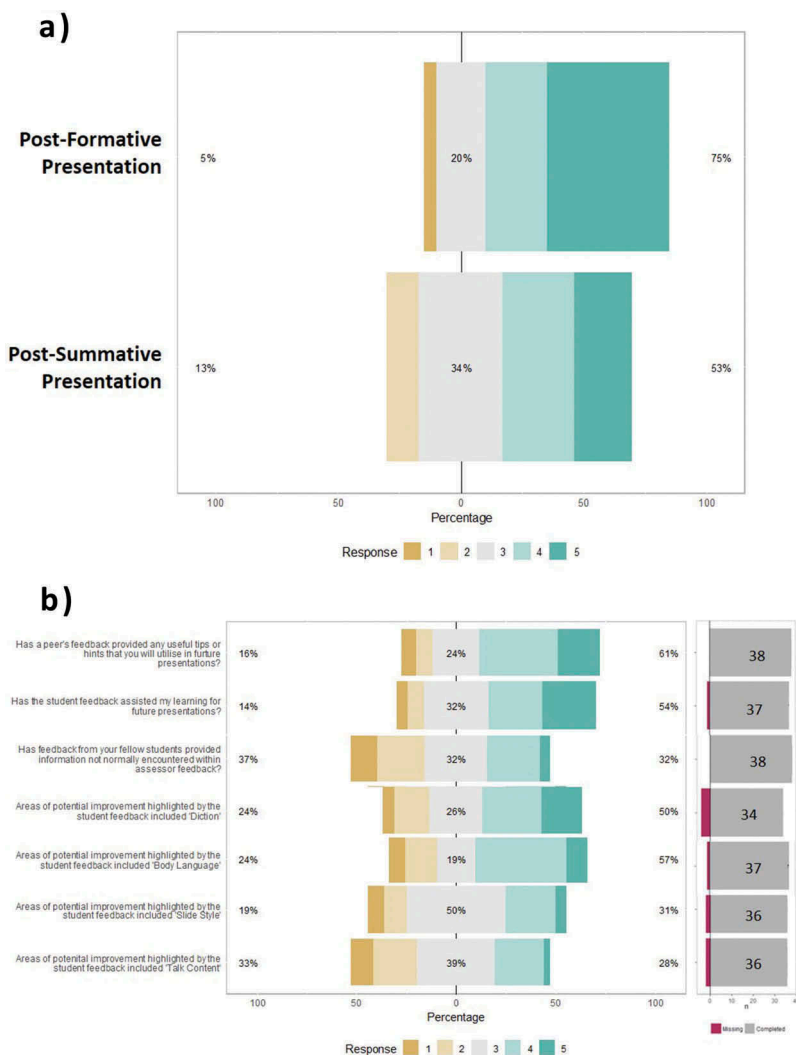 a)
Post-Formative
Presentation
5%
20%
75%
Post-Summative
Presentation
13%
34%
53%
100 50 0 50 100
Percentage
Response 1 2 3 4 5
b)
Has a peer's feedback provided any useful tips or
hints that you will utilise in furture
presentations?
16%
24%
61%
38
Has the student feedback assisted my learning for
future presentations?
14%
32%
54%
37
Has feedback from your fellow students provided
information not normally encountered within
assessor feedback?
37%
32%
32%
38
Areas of potential improvement highlighted by
the student feedback included 'Diction'
24%
26%
50%
34
Areas of potential improvement highlighted by
the student feedback included 'Body Language'
24%
19%
57%
37
Areas of potential improvement highlighted by
the student feedback included 'Slide Style'
19%
50%
31%
36
Areas of potenital improvement highlighted by the
student feedback included 'Talk Content'
33%
39%
28%
36
100 50 0 50 100
Percentage
0 10 20 30 4
n
Missing Completed
Response 1 2 3 4 5